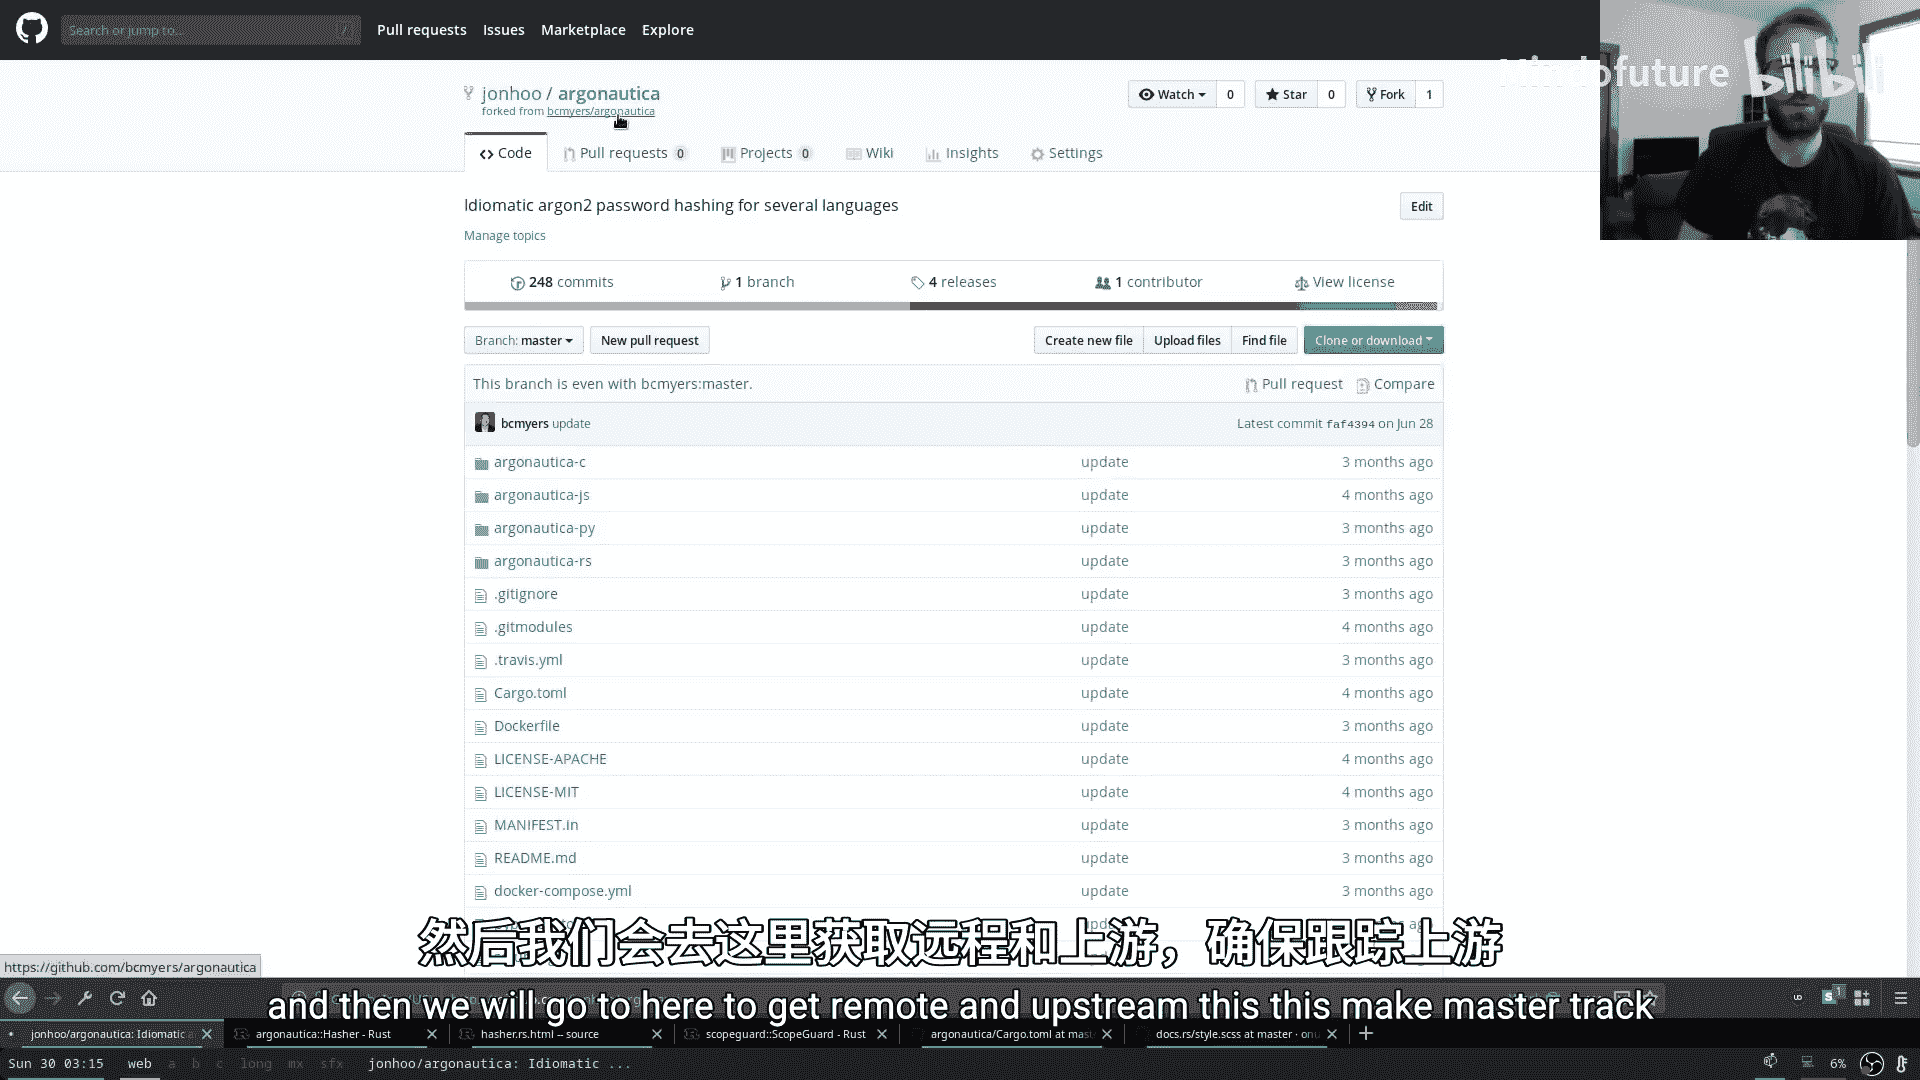 Search or jump to...
/
Pull requests
Issues
Marketplace
Explore
Mindofuture bilibili
jonhoo / argonautica
forked from bcmyers/argonautica
Watch 0
Star 0
Fork 1
Code
Pull requests 0
Projects 0
Wiki
Insights
Settings
Idiomatic argon2 password hashing for several languages
Edit
Manage topics
248 commits
1 branch
4 releases
1 contributor
View license
Branch: master
New pull request
Create new file
Upload files
Find file
Clone or download
This branch is even with bcmyers:master.
Pull request
Compare
bcmyers update
Latest commit faf4394 on Jun 28
argonautica-c update 3 months ago
argonautica-js update 4 months ago
argonautica-py update 3 months ago
argonautica-rs update 3 months ago
.gitignore update 3 months ago
.gitmodules update 4 months ago
.travis.yml update 3 months ago
Cargo.toml update 4 months ago
Dockerfile update 3 months ago
LICENSE-APACHE update 4 months ago
LICENSE-MIT update 4 months ago
MANIFEST.in update 3 months ago
README.md update 3 months ago
docker-compose.yml update 3 months ago
然后我们会去这里获取远程和上游，确保跟踪上游
https://github.com/bcmyers/argonautica
and then we will go to here to get remote and upstream this this make master track
jonhoo/argonautica: Idiomatic
argonautica::Hasher - Rust
hasher.rs.html -- source
scopeguard::ScopeGuard - Rust
argonautica/Cargo.toml at mast
docs.rs/style.scss at master · onu
Sun 30 03:15
web
a
b
c
long
mx
sfx
jonhoo/argonautica: Idiomatic ...
6%